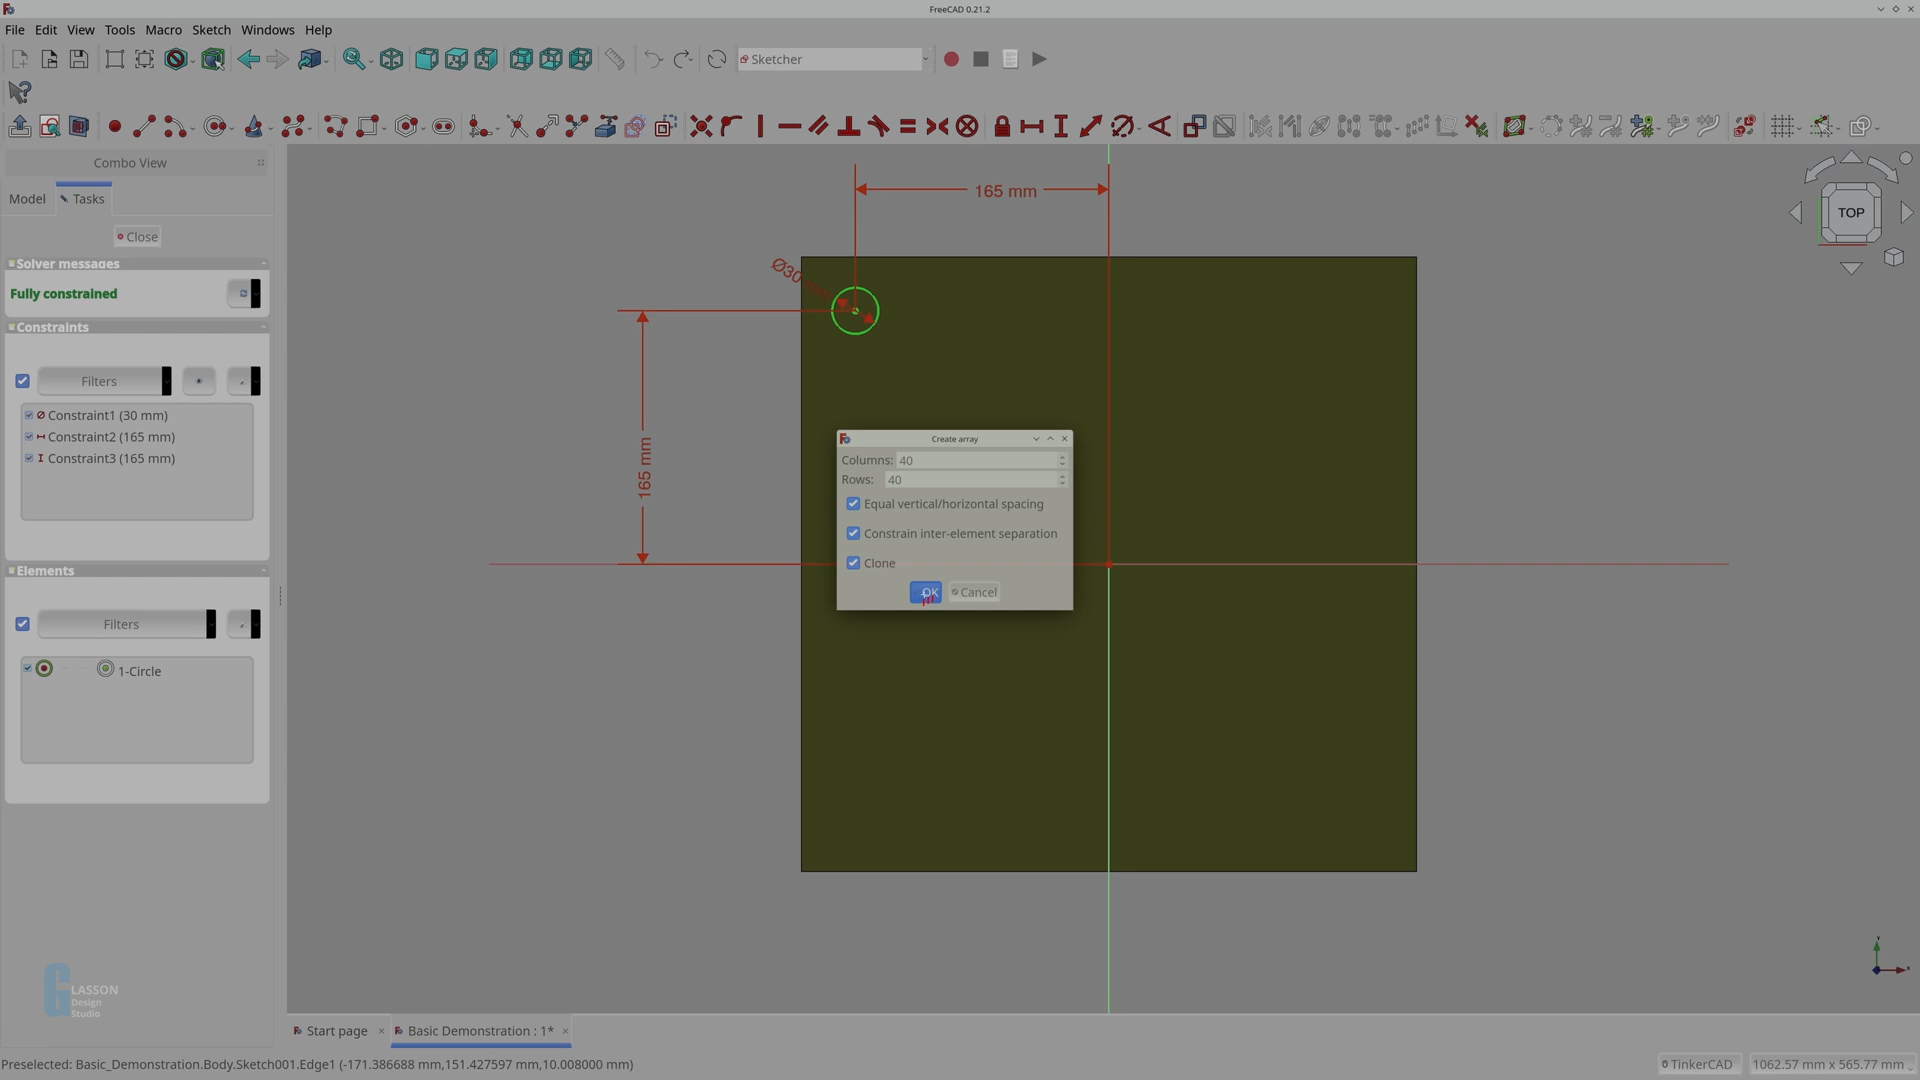 FreeCAD 0.21.2
File Edit View Tools Macro Sketch Windows Help
Sketcher
Combo View
Model Tasks
Close
Solver messages
Fully constrained
Constraints
Filters
Constraint1 (30 mm)
Constraint2 (165 mm)
Constraint3 (165 mm)
Elements
Filters
1-Circle
165 mm
Ø30
165 mm
TOP
Create array
Columns: 40
Rows: 40
Equal vertical/horizontal spacing
Constrain inter-element separation
Clone
OK Cancel
GLASSON
Design
Studio
Start page
Basic Demonstration : 1*
Preselected: Basic_Demonstration.Body.Sketch001.Edge1 (-171.386688 mm,151.427597 mm,10.008000 mm)
TinkerCAD
1062.57 mm x 565.77 mm